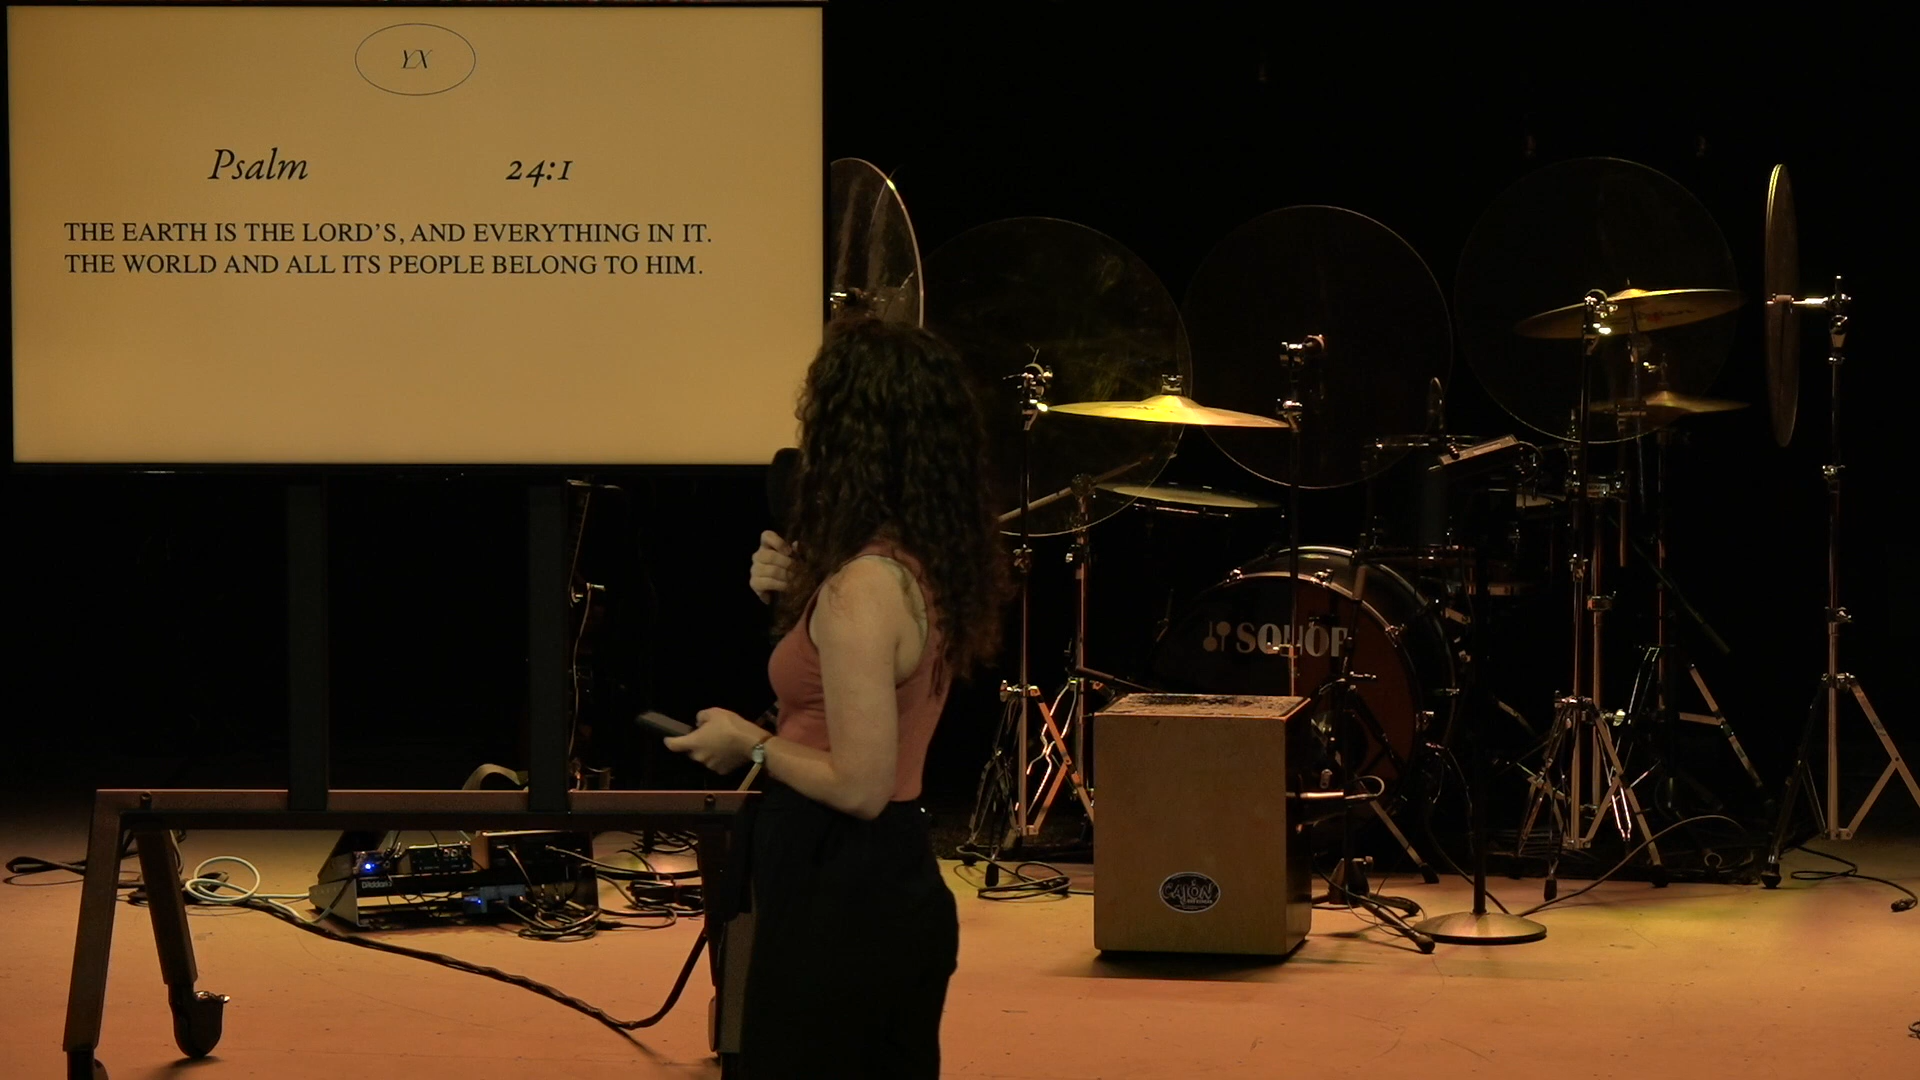 YX
Psalm 24:1
THE EARTH IS THE LORD'S, AND EVERYTHING IN IT.
THE WORLD AND ALL ITS PEOPLE BELONG TO HIM.
CAJON